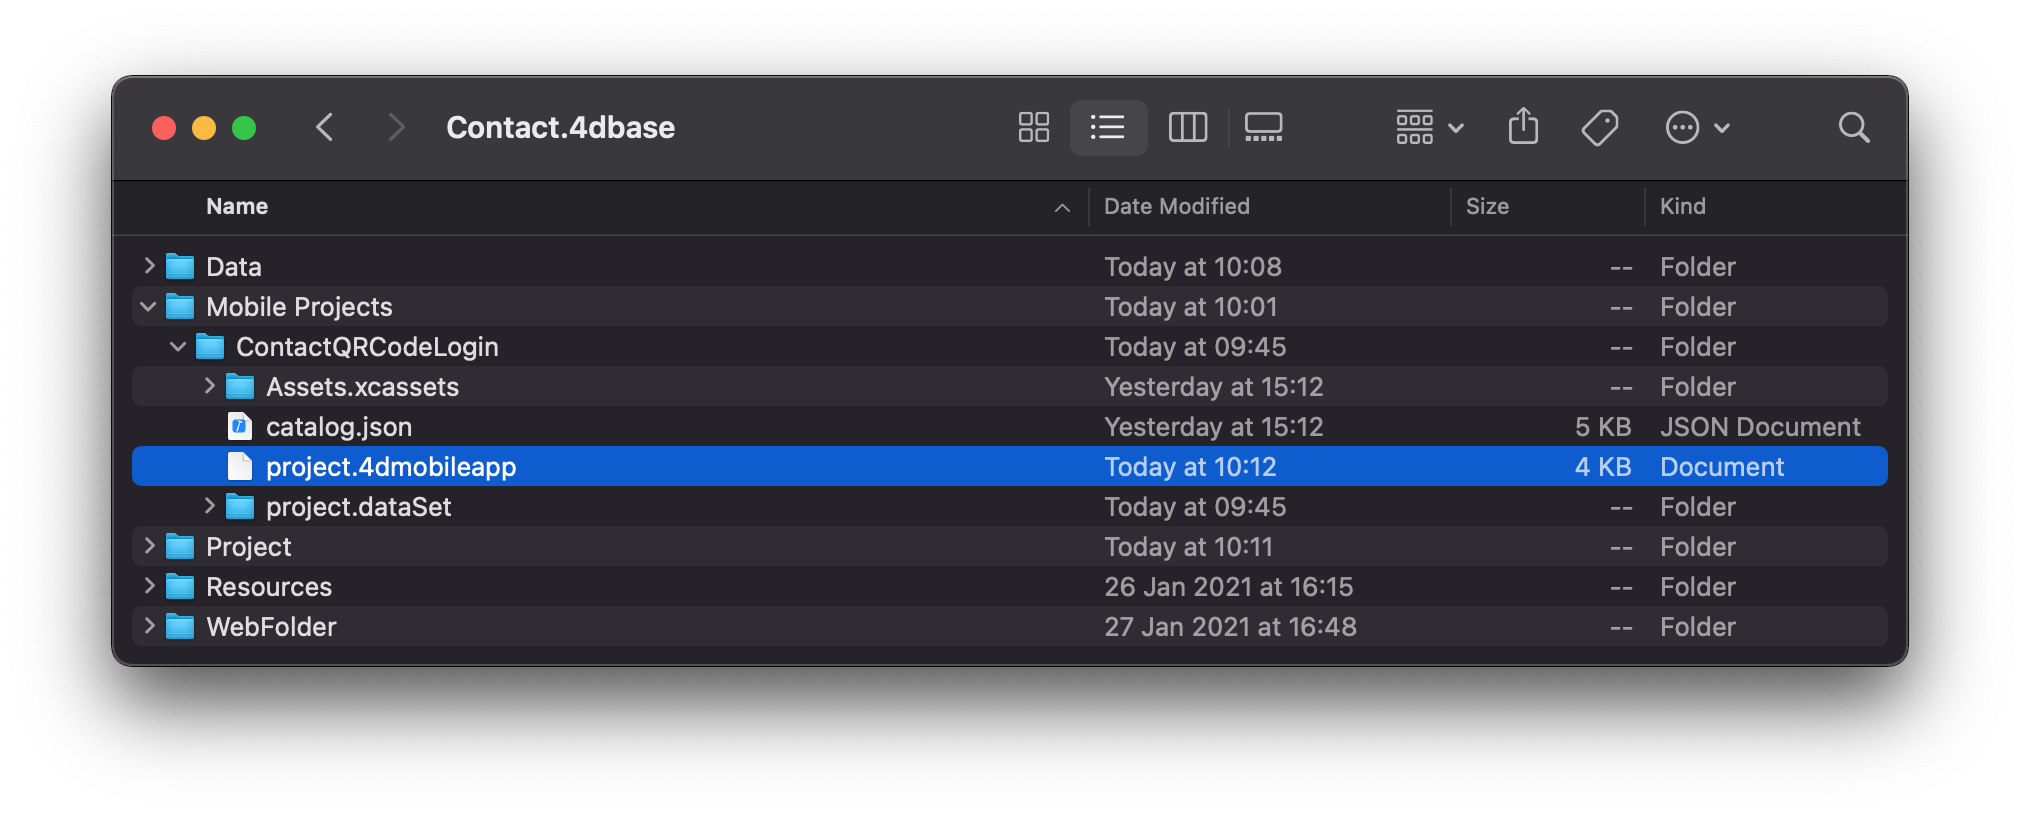 Contact.4dbase
Name Date Modified Size Kind
Data Today at 10:08 -- Folder
Mobile Projects Today at 10:01 -- Folder
ContactQRCodeLogin Today at 09:45 -- Folder
Assets.xcassets Yesterday at 15:12 -- Folder
catalog.json Yesterday at 15:12 5 KB JSON Document
project.4dmobileapp Today at 10:12 4 KB Document
project.dataSet Today at 09:45 -- Folder
Project Today at 10:11 -- Folder
Resources 26 Jan 2021 at 16:15 -- Folder
WebFolder 27 Jan 2021 at 16:48 -- Folder